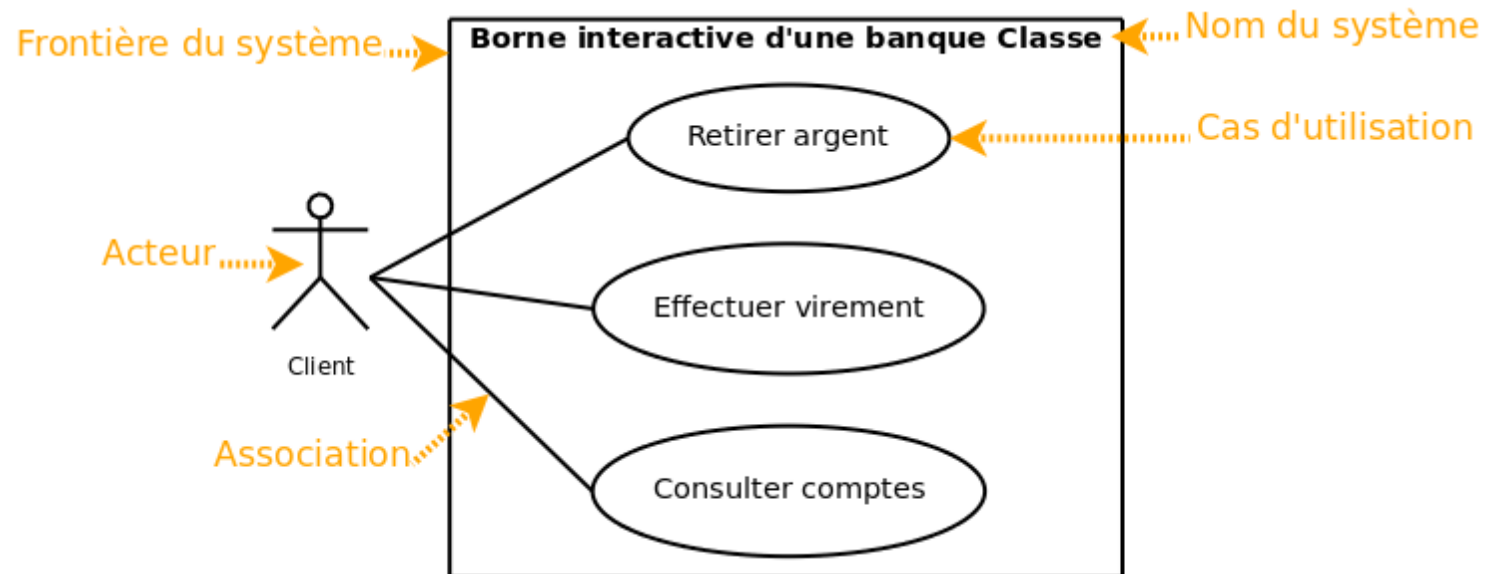 Frontière du système
Borne interactive d'une banque Classe
Nom du système
Retirer argent
Cas d'utilisation
Acteur
Effectuer virement
Client
Association
Consulter comptes